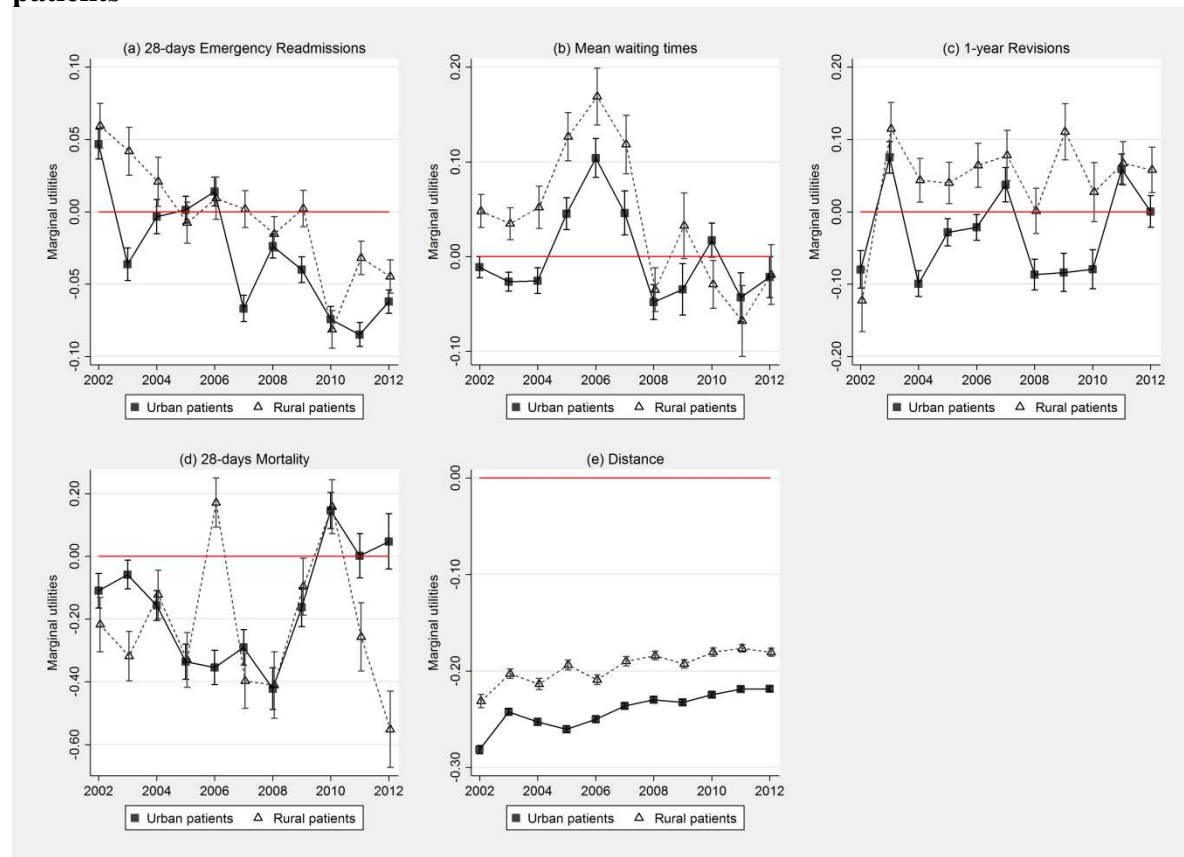 patients
(a) 28-days Emergency Readmissions
(b) Mean waiting times
(c) 1-year Revisions
Marginal utilities
0.10
0.05
0.00
-0.05
-0.10
2002 2004 2006 2008 2010 2012
Urban patients Rural patients
Marginal utilities
0.20
0.10
0.00
-0.10
2002 2004 2006 2008 2010 2012
Urban patients Rural patients
Marginal utilities
0.20
0.10
0.00
-0.10
-0.20
2002 2004 2006 2008 2010 2012
Urban patients Rural patients
(d) 28-days Mortality
(e) Distance
Marginal utilities
0.20
0.00
-0.20
-0.40
-0.60
2002 2004 2006 2008 2010 2012
Urban patients Rural patients
Marginal utilities
0.00
-0.10
-0.20
-0.30
2002 2004 2006 2008 2010 2012
Urban patients Rural patients